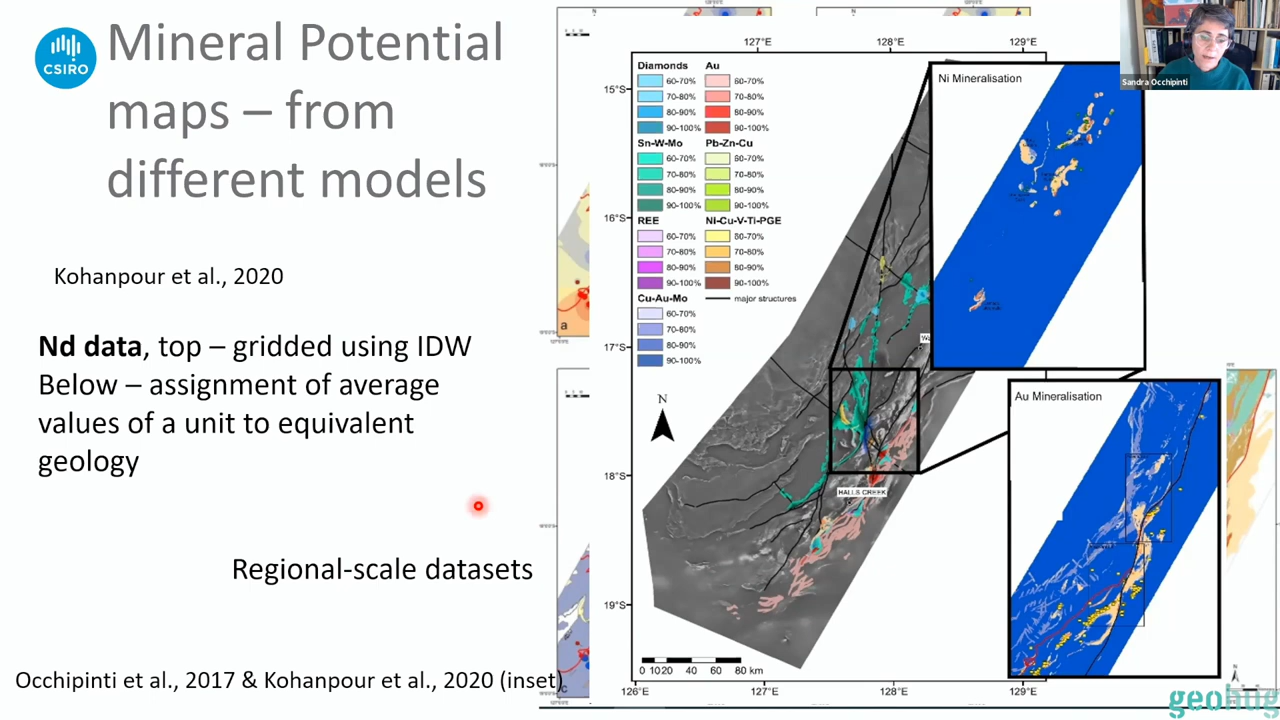 Mineral Potential
maps – from
different models
CSIRO
Kohanpour et al., 2020
Nd data, top – gridded using IDW
Below – assignment of average
values of a unit to equivalent
geology
Regional-scale datasets
Occhipinti et al., 2017 & Kohanpour et al., 2020 (inset)
127°E 128°E 129°E
15°S
16°S
17°S
18°S
19°S
126°E 127°E 128°E 129°E
Diamonds
60-70%
70-80%
80-90%
90-100%
Au
60-70%
70-80%
80-90%
90-100%
Sn-W-Mo
60-70%
70-80%
80-90%
90-100%
Pb-Zn-Cu
60-70%
70-80%
80-90%
90-100%
REE
60-70%
70-80%
80-90%
90-100%
Ni-Cu-V-Ti-PGE
60-70%
70-80%
80-90%
90-100%
Cu-Au-Mo
60-70%
70-80%
80-90%
90-100%
major structures
N
HALLS CREEK
0 10 20 40 60 80 km
Ni Mineralisation
Au Mineralisation
a
c
N
Sandra Occhipinti
geohug